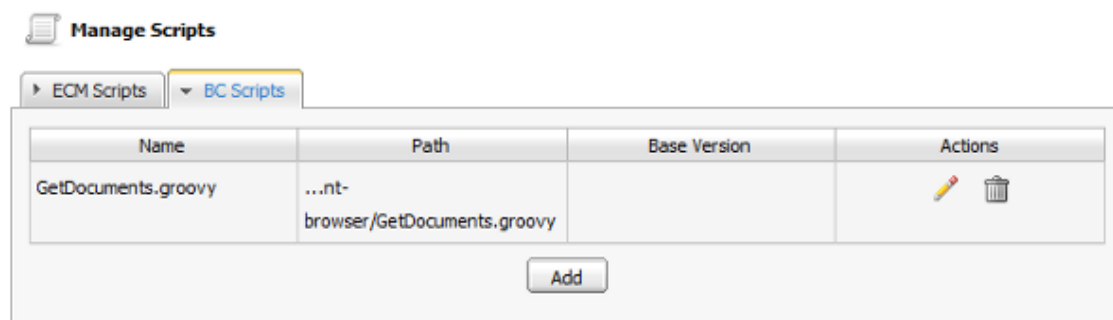 Manage Scripts
ECM Scripts BC Scripts
Name Path Base Version Actions
GetDocuments.groovy ...nt-
browser/GetDocuments.groovy
Add